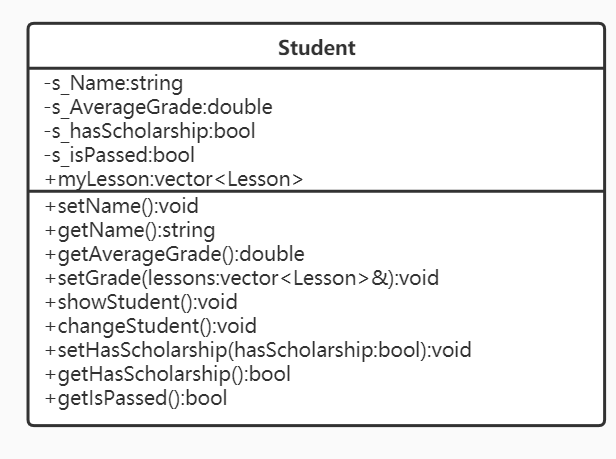 Student
-s_Name:string
-s_AverageGrade:double
-s_hasScholarship:bool
-s_isPassed:bool
+myLesson:vector<Lesson>
+setName():void
+getName():string
+getAverageGrade():double
+setGrade(lessons:vector<Lesson>&):void
+showStudent():void
+changeStudent():void
+setHasScholarship(hasScholarship:bool):void
+getHasScholarship():bool
+getIsPassed():bool